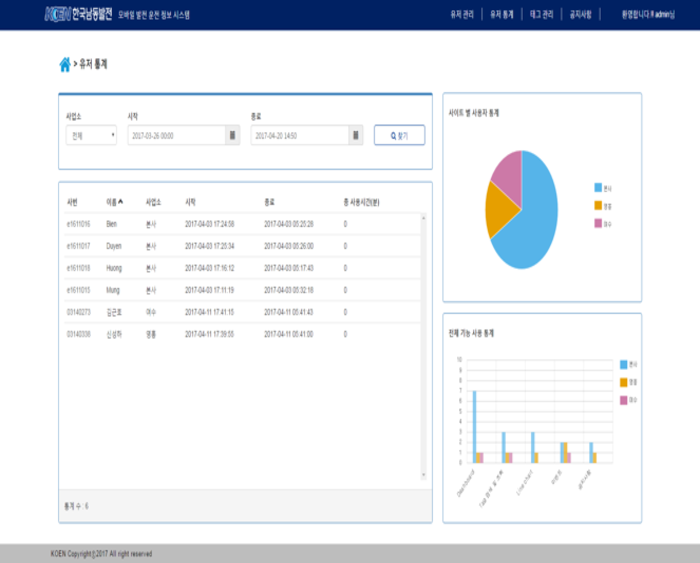 KOEN 한국남동발전 모바일 발전 운전 정보 시스템
유저 관리 | 유저 통계 | 태그 관리 | 공지사항 | 환영합니다.!! admin님
> 유저 통계
사업소 시작 종료
전체 2017-03-26 00:00 2017-04-20 14:50 찾기
사번 이름 사업소 시작 종료 총 사용시간(분)
e1611016 Bien 본사 2017-04-03 17:24:58 2017-04-03 05:25:28 0
e1611017 Duyen 본사 2017-04-03 17:25:34 2017-04-03 05:26:00 0
e1611018 Huong 본사 2017-04-03 17:16:12 2017-04-03 05:17:43 0
e1611015 Mung 본사 2017-04-03 17:11:19 2017-04-03 05:32:18 0
03140273 김군호 여수 2017-04-11 17:41:15 2017-04-11 05:41:43 0
03140338 신성하 영흥 2017-04-11 17:39:55 2017-04-11 05:41:00 0
통계 수 : 6
사이트 별 사용자 통계
본사
영흥
여수
전체 기능 사용 통계
10
9
8
7
6
5
4
3
2
1
0
Dashboard
Line chart
본사
영흥
여수
KOEN Copyright@2017 All right reserved